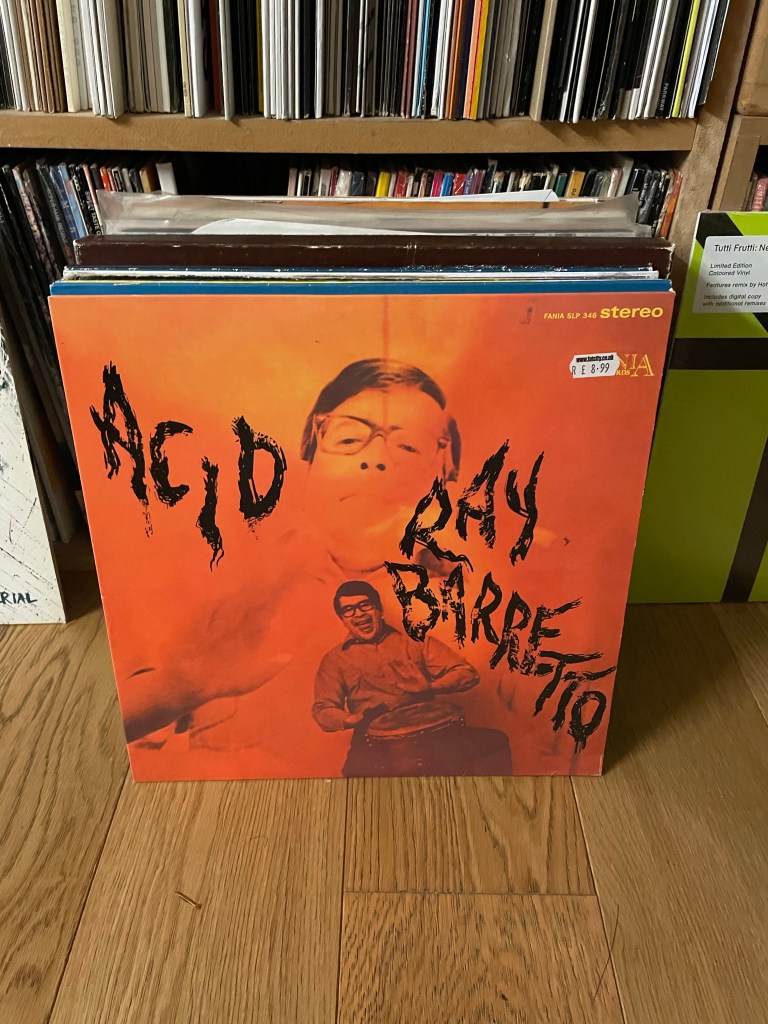 FANIA SLP 346 stereo
www.fatcity.co.uk
R £ 8.99
NIA
ACID
RAY
BARRETTO
Tutti Frutti: Ne
Limited Edition
Coloured Vinyl
Features remix by Hot
Includes digital copy
with additional remixes
RIAL